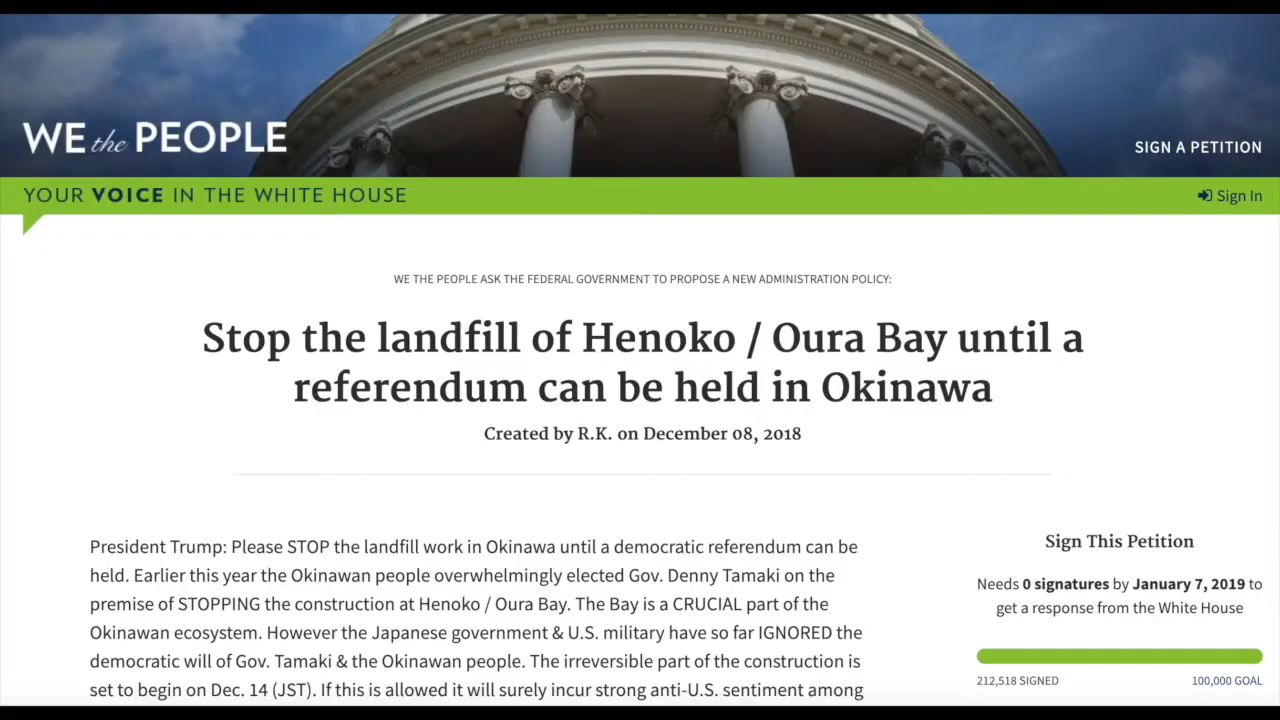 WE the PEOPLE
SIGN A PETITION
YOUR VOICE IN THE WHITE HOUSE
Sign In
WE THE PEOPLE ASK THE FEDERAL GOVERNMENT TO PROPOSE A NEW ADMINISTRATION POLICY:
Stop the landfill of Henoko / Oura Bay until a
referendum can be held in Okinawa
Created by R.K. on December 08, 2018
President Trump: Please STOP the landfill work in Okinawa until a democratic referendum can be
held. Earlier this year the Okinawan people overwhelmingly elected Gov. Denny Tamaki on the
premise of STOPPING the construction at Henoko / Oura Bay. The Bay is a CRUCIAL part of the
Okinawan ecosystem. However the Japanese government & U.S. military have so far IGNORED the
democratic will of Gov. Tamaki & the Okinawan people. The irreversible part of the construction is
set to begin on Dec. 14 (JST). If this is allowed it will surely incur strong anti-U.S. sentiment among
Sign This Petition
Needs 0 signatures by January 7, 2019 to
get a response from the White House
212,518 SIGNED
100,000 GOAL